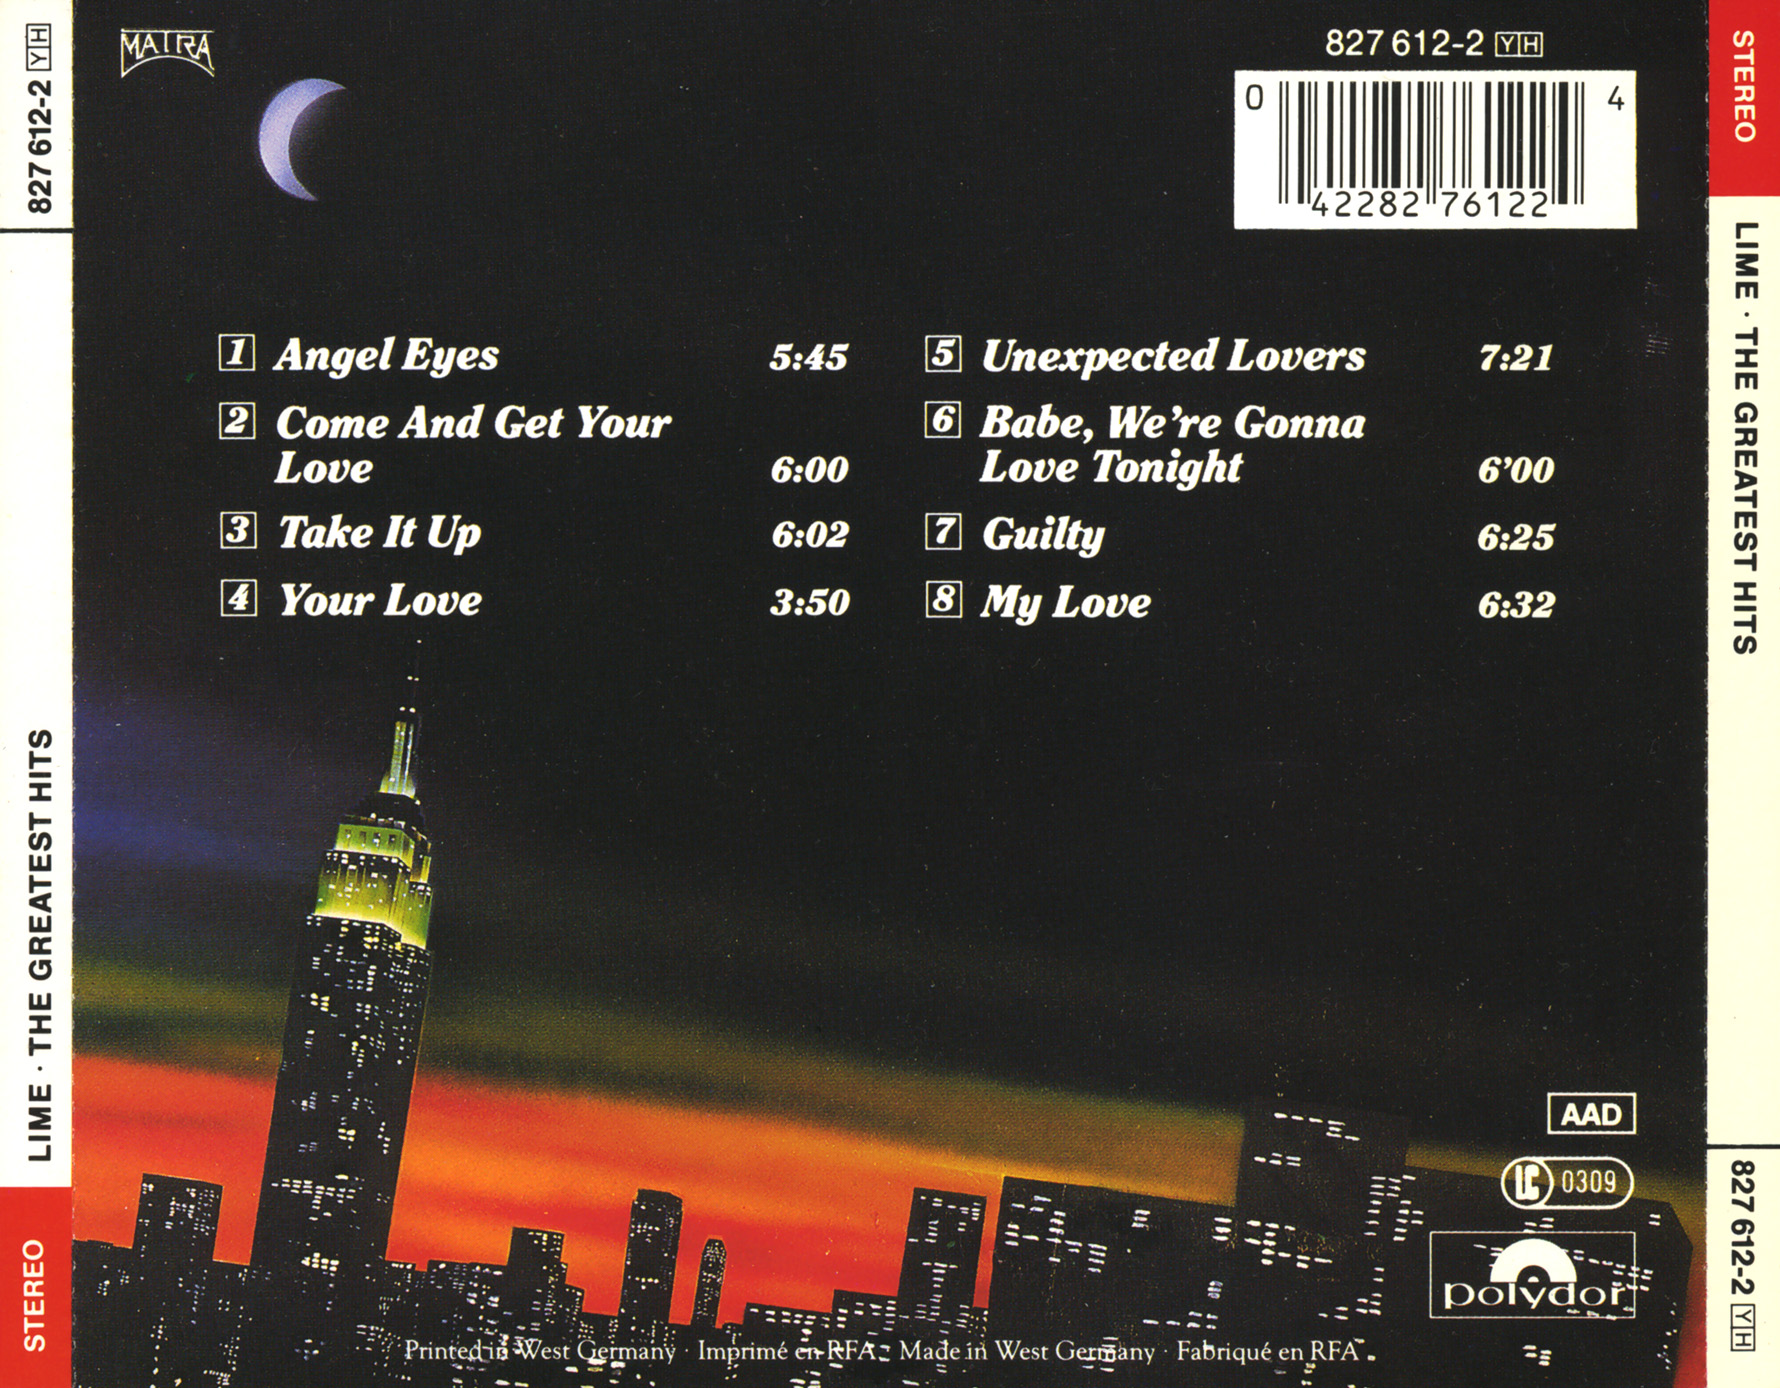 827 612-2 YH
LIME · THE GREATEST HITS
STEREO
MATRA
827 612-2 YH
0 42282 76122 4
1 Angel Eyes 5:45
2 Come And Get Your
Love 6:00
3 Take It Up 6:02
4 Your Love 3:50
5 Unexpected Lovers 7:21
6 Babe, We're Gonna
Love Tonight 6'00
7 Guilty 6:25
8 My Love 6:32
AAD
LC 0309
polydor
Printed in West Germany · Imprimé en RFA · Made in West Germany · Fabriqué en RFA
STEREO
LIME · THE GREATEST HITS
827 612-2 YH